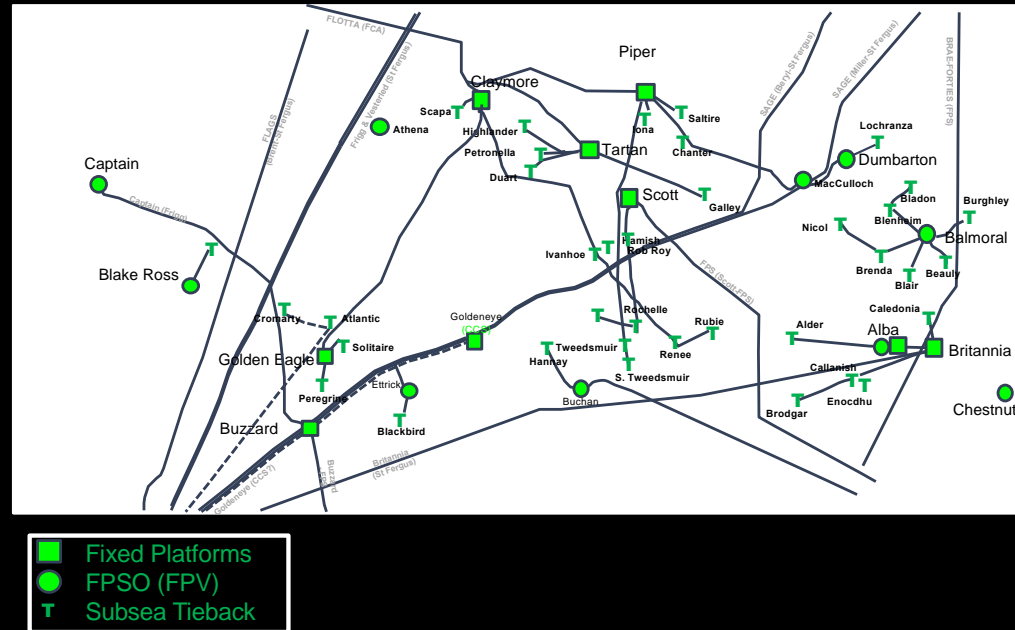 FLOTTA (FCA)
Piper
Claymore
Scapa
Athena
Highlander
Iona
Saltire
Petronella
Tartan
Chanter
Duart
Galley
Scott
FLAGS
(Brent-St Fergus)
Frigg & Vesterled (St Fergus)
SAGE (Beryl-St Fergus)
SAGE (Miller-St Fergus)
BRAE-FORTIES (FPS)
Lochranza
Dumbarton
MacCulloch
Bladon
Burghley
Blenheim
Nicol
Balmoral
Brenda
Blair
Beauly
Captain
Captain (Frigg)
Blake Ross
Ivanhoe
Hamish
Rob Roy
FPS (Scott-FPS)
Cromarty
Atlantic
Solitaire
Golden Eagle
Peregrine
Goldeneye
(CCS)
Rochelle
Rubie
Renee
Tweedsmuir
S. Tweedsmuir
Hannay
Buchan
Ettrick
Blackbird
Buzzard
Caledonia
Alder
Alba
Britannia
Callanish
Enocdhu
Brodgar
Chestnut
Britannia
(St Fergus)
Buzzard
Goldeneye (CCS?)
Fixed Platforms
FPSO (FPV)
T Subsea Tieback